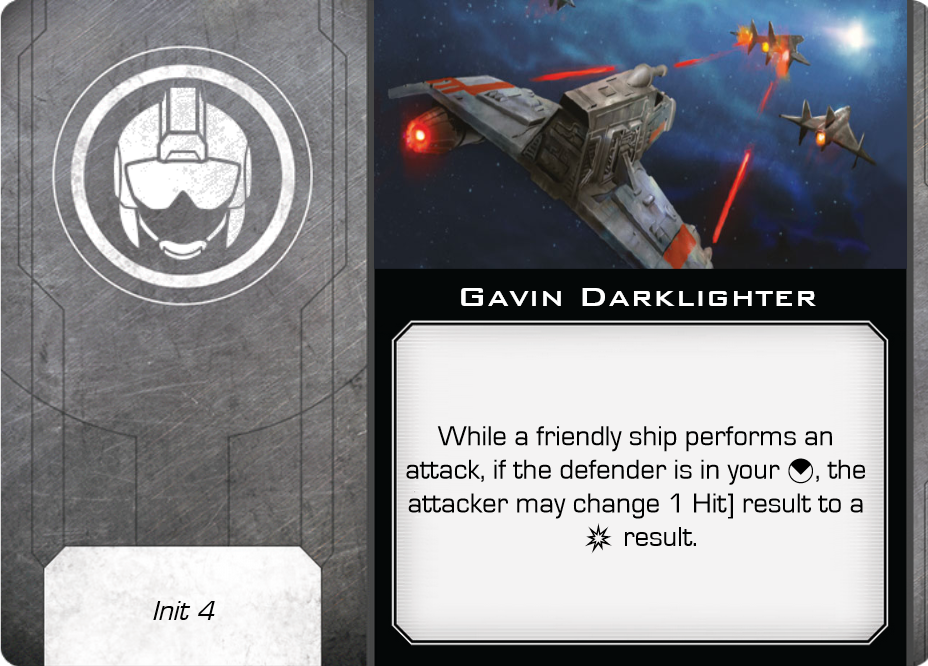 Gavin Darklighter
While a friendly ship performs an
attack, if the defender is in your , the
attacker may change 1 Hit] result to a
result.
Init 4